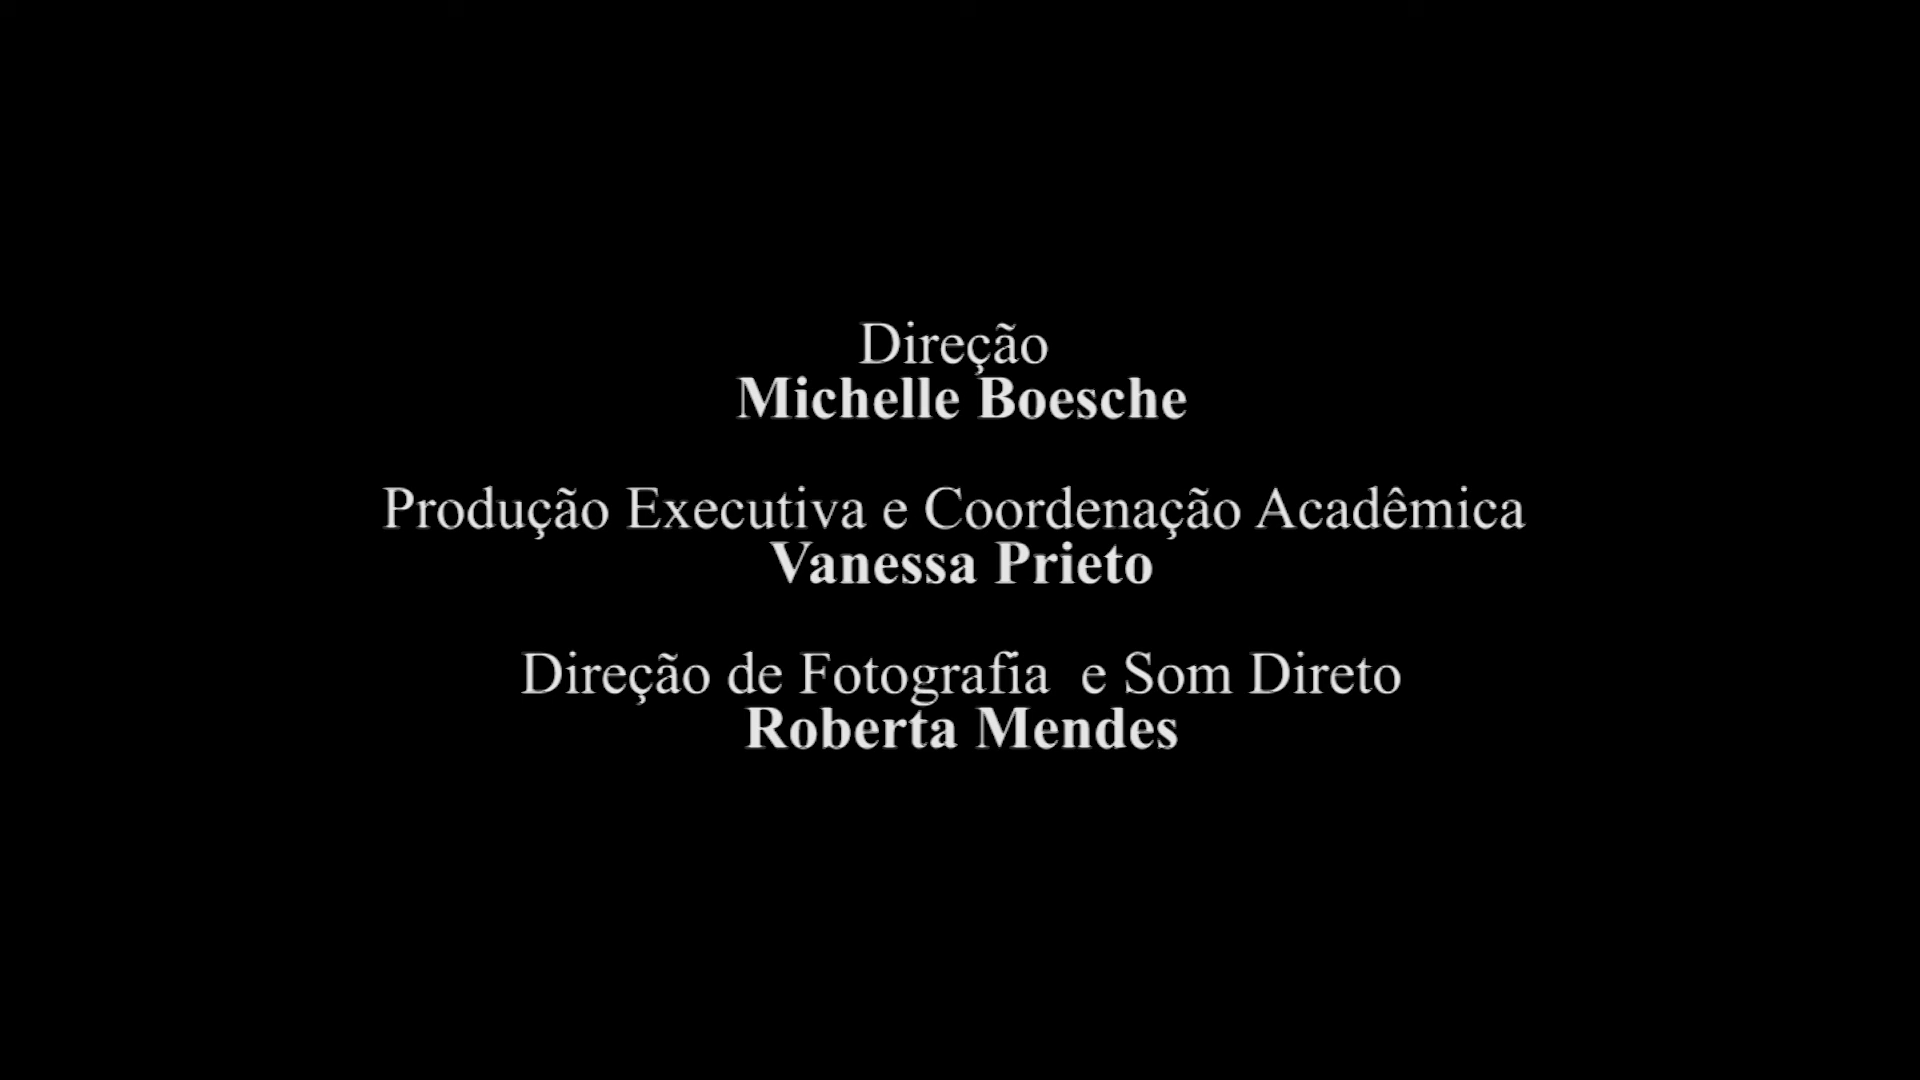 Direção
Michelle Boesche
Produção Executiva e Coordenação Acadêmica
Vanessa Prieto
Direção de Fotografia  e Som Direto
Roberta Mendes